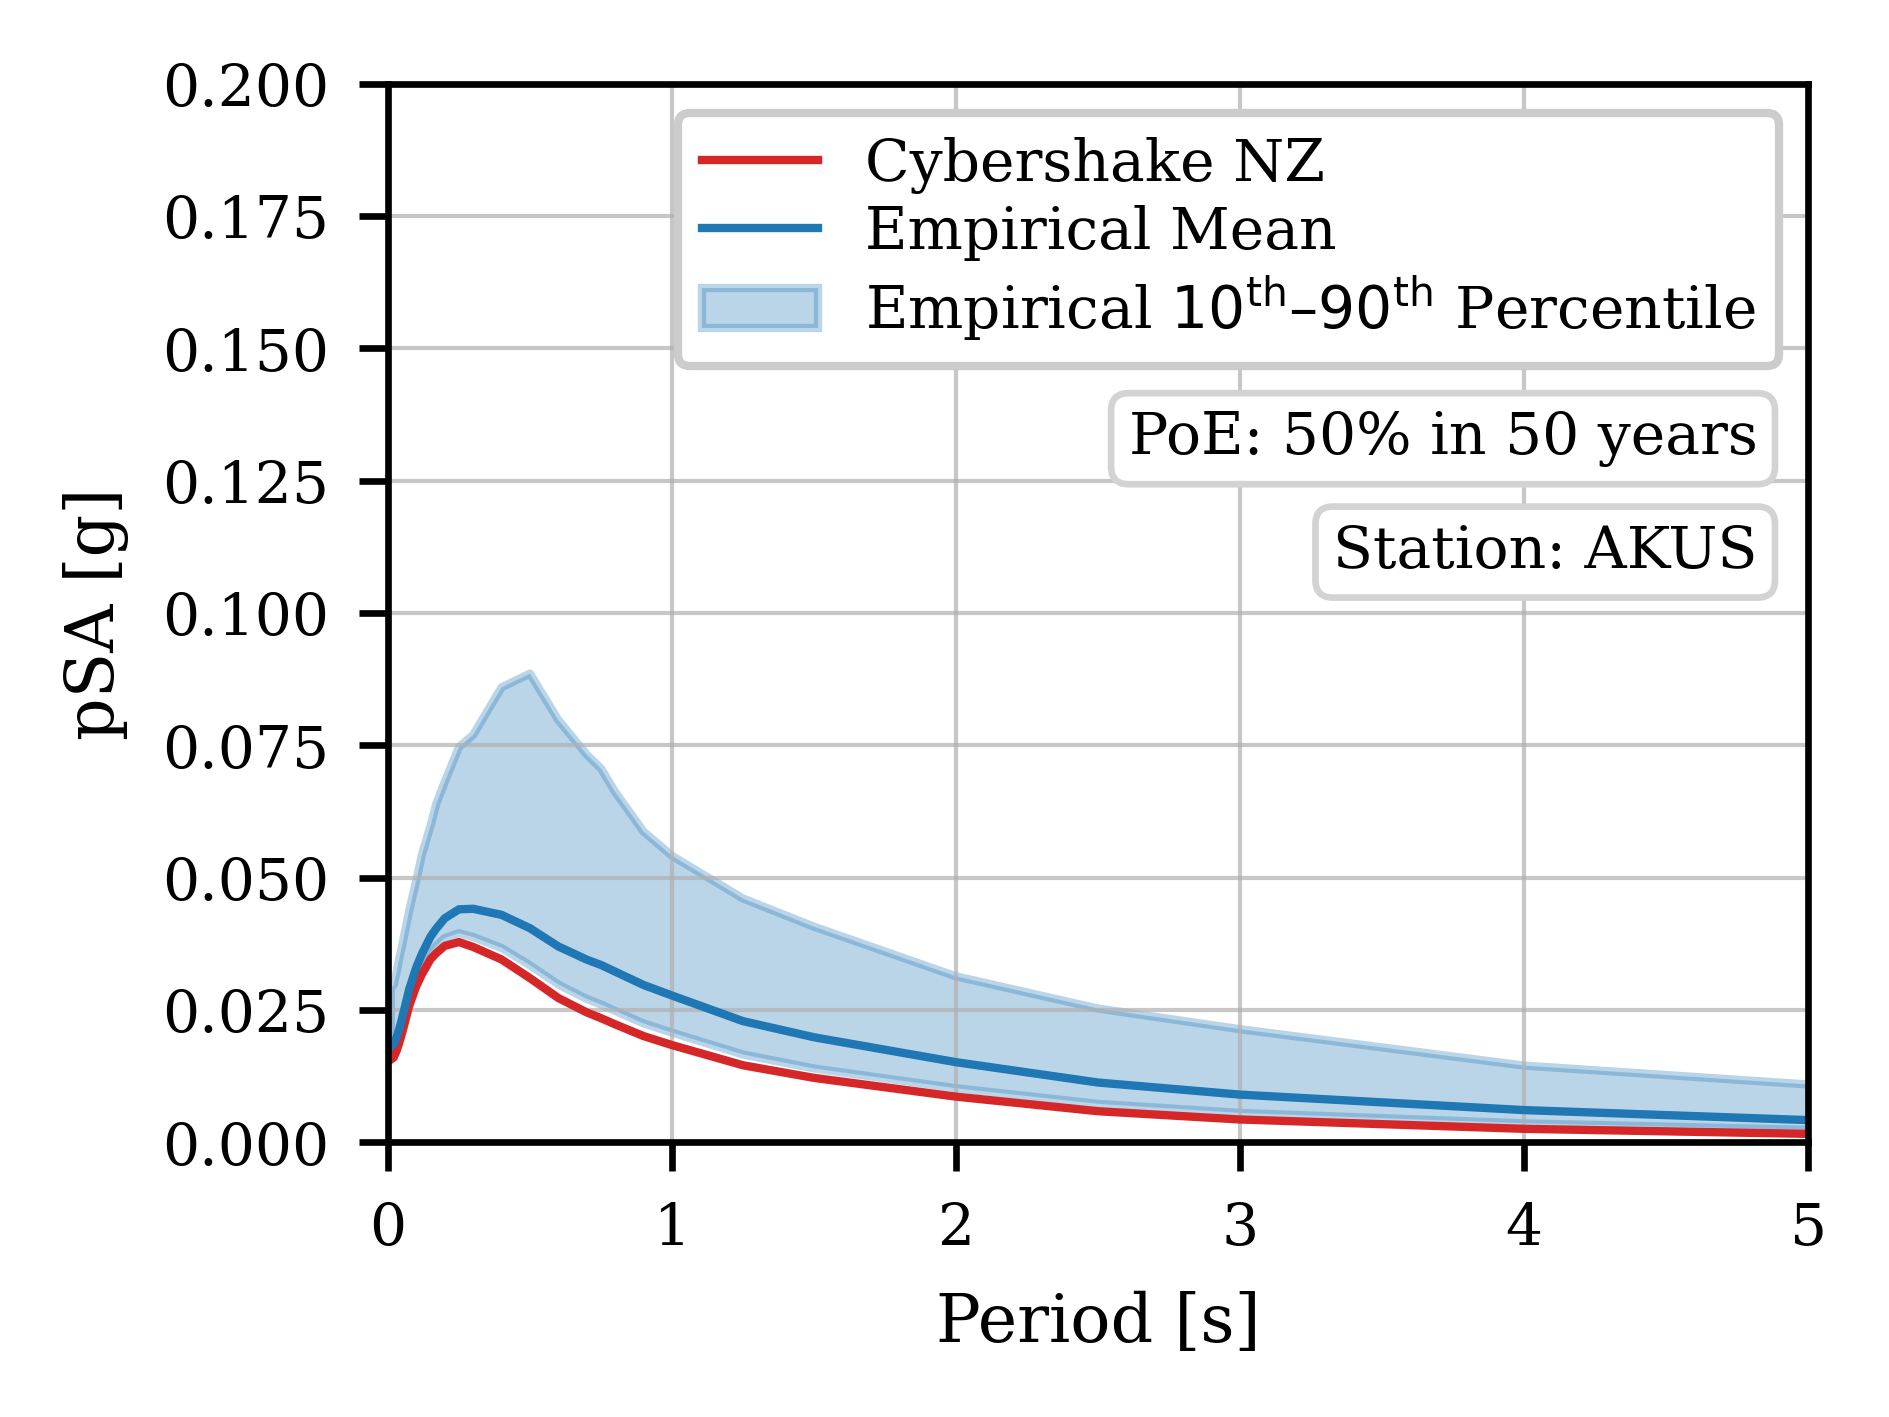 0.200
0.175
0.150
0.125
0.100
0.075
0.050
0.025
0.000
pSA [g]
Cybershake NZ
Empirical Mean
Empirical 10th–90th Percentile
PoE: 50% in 50 years
Station: AKUS
0 1 2 3 4 5
Period [s]